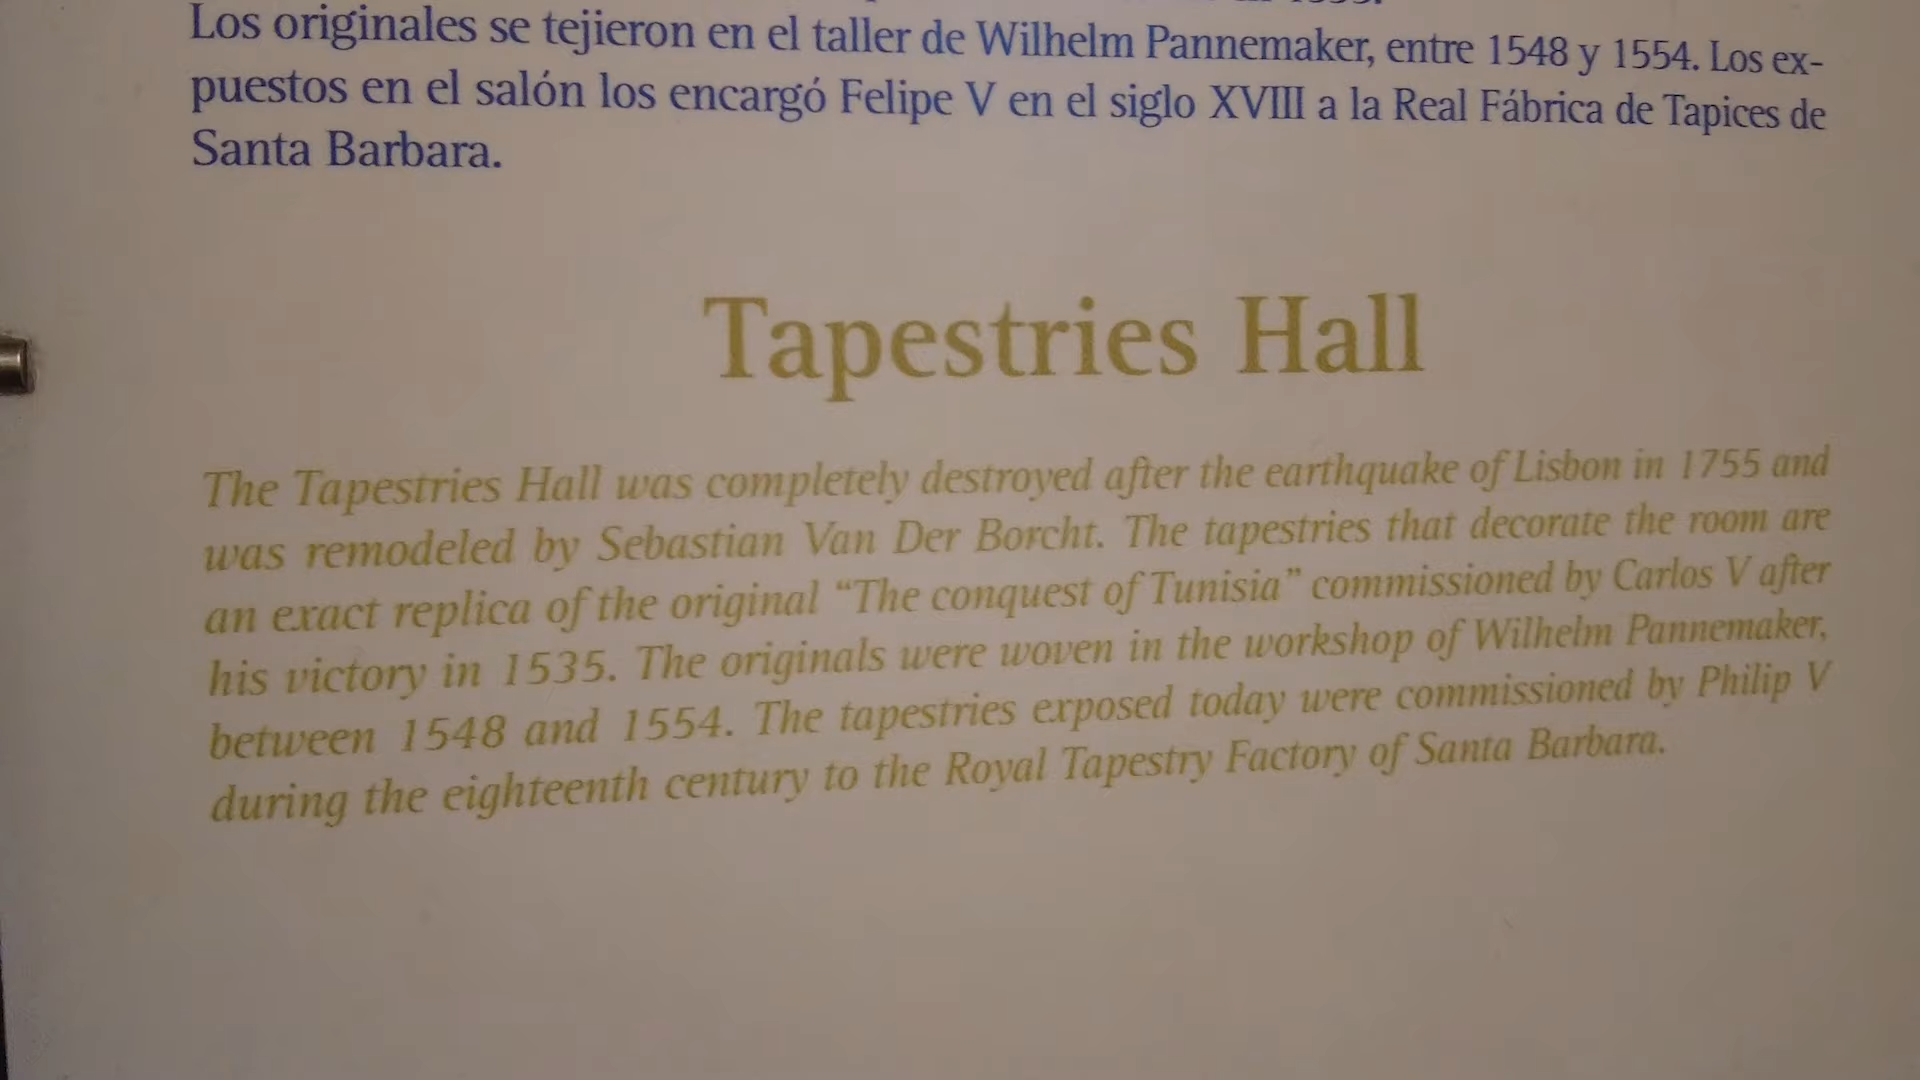 Los originales se tejieron en el taller de Wilhelm Pannemaker, entre 1548 y 1554. Los ex-
puestos en el salón los encargó Felipe V en el siglo XVIII a la Real Fábrica de Tapices de
Santa Barbara.
Tapestries Hall
The Tapestries Hall was completely destroyed after the earthquake of Lisbon in 1755 and
was remodeled by Sebastian Van Der Borcht. The tapestries that decorate the room are
an exact replica of the original “The conquest of Tunisia” commissioned by Carlos V after
his victory in 1535. The originals were woven in the workshop of Wilhelm Pannemaker,
between 1548 and 1554. The tapestries exposed today were commissioned by Philip V
during the eighteenth century to the Royal Tapestry Factory of Santa Barbara.